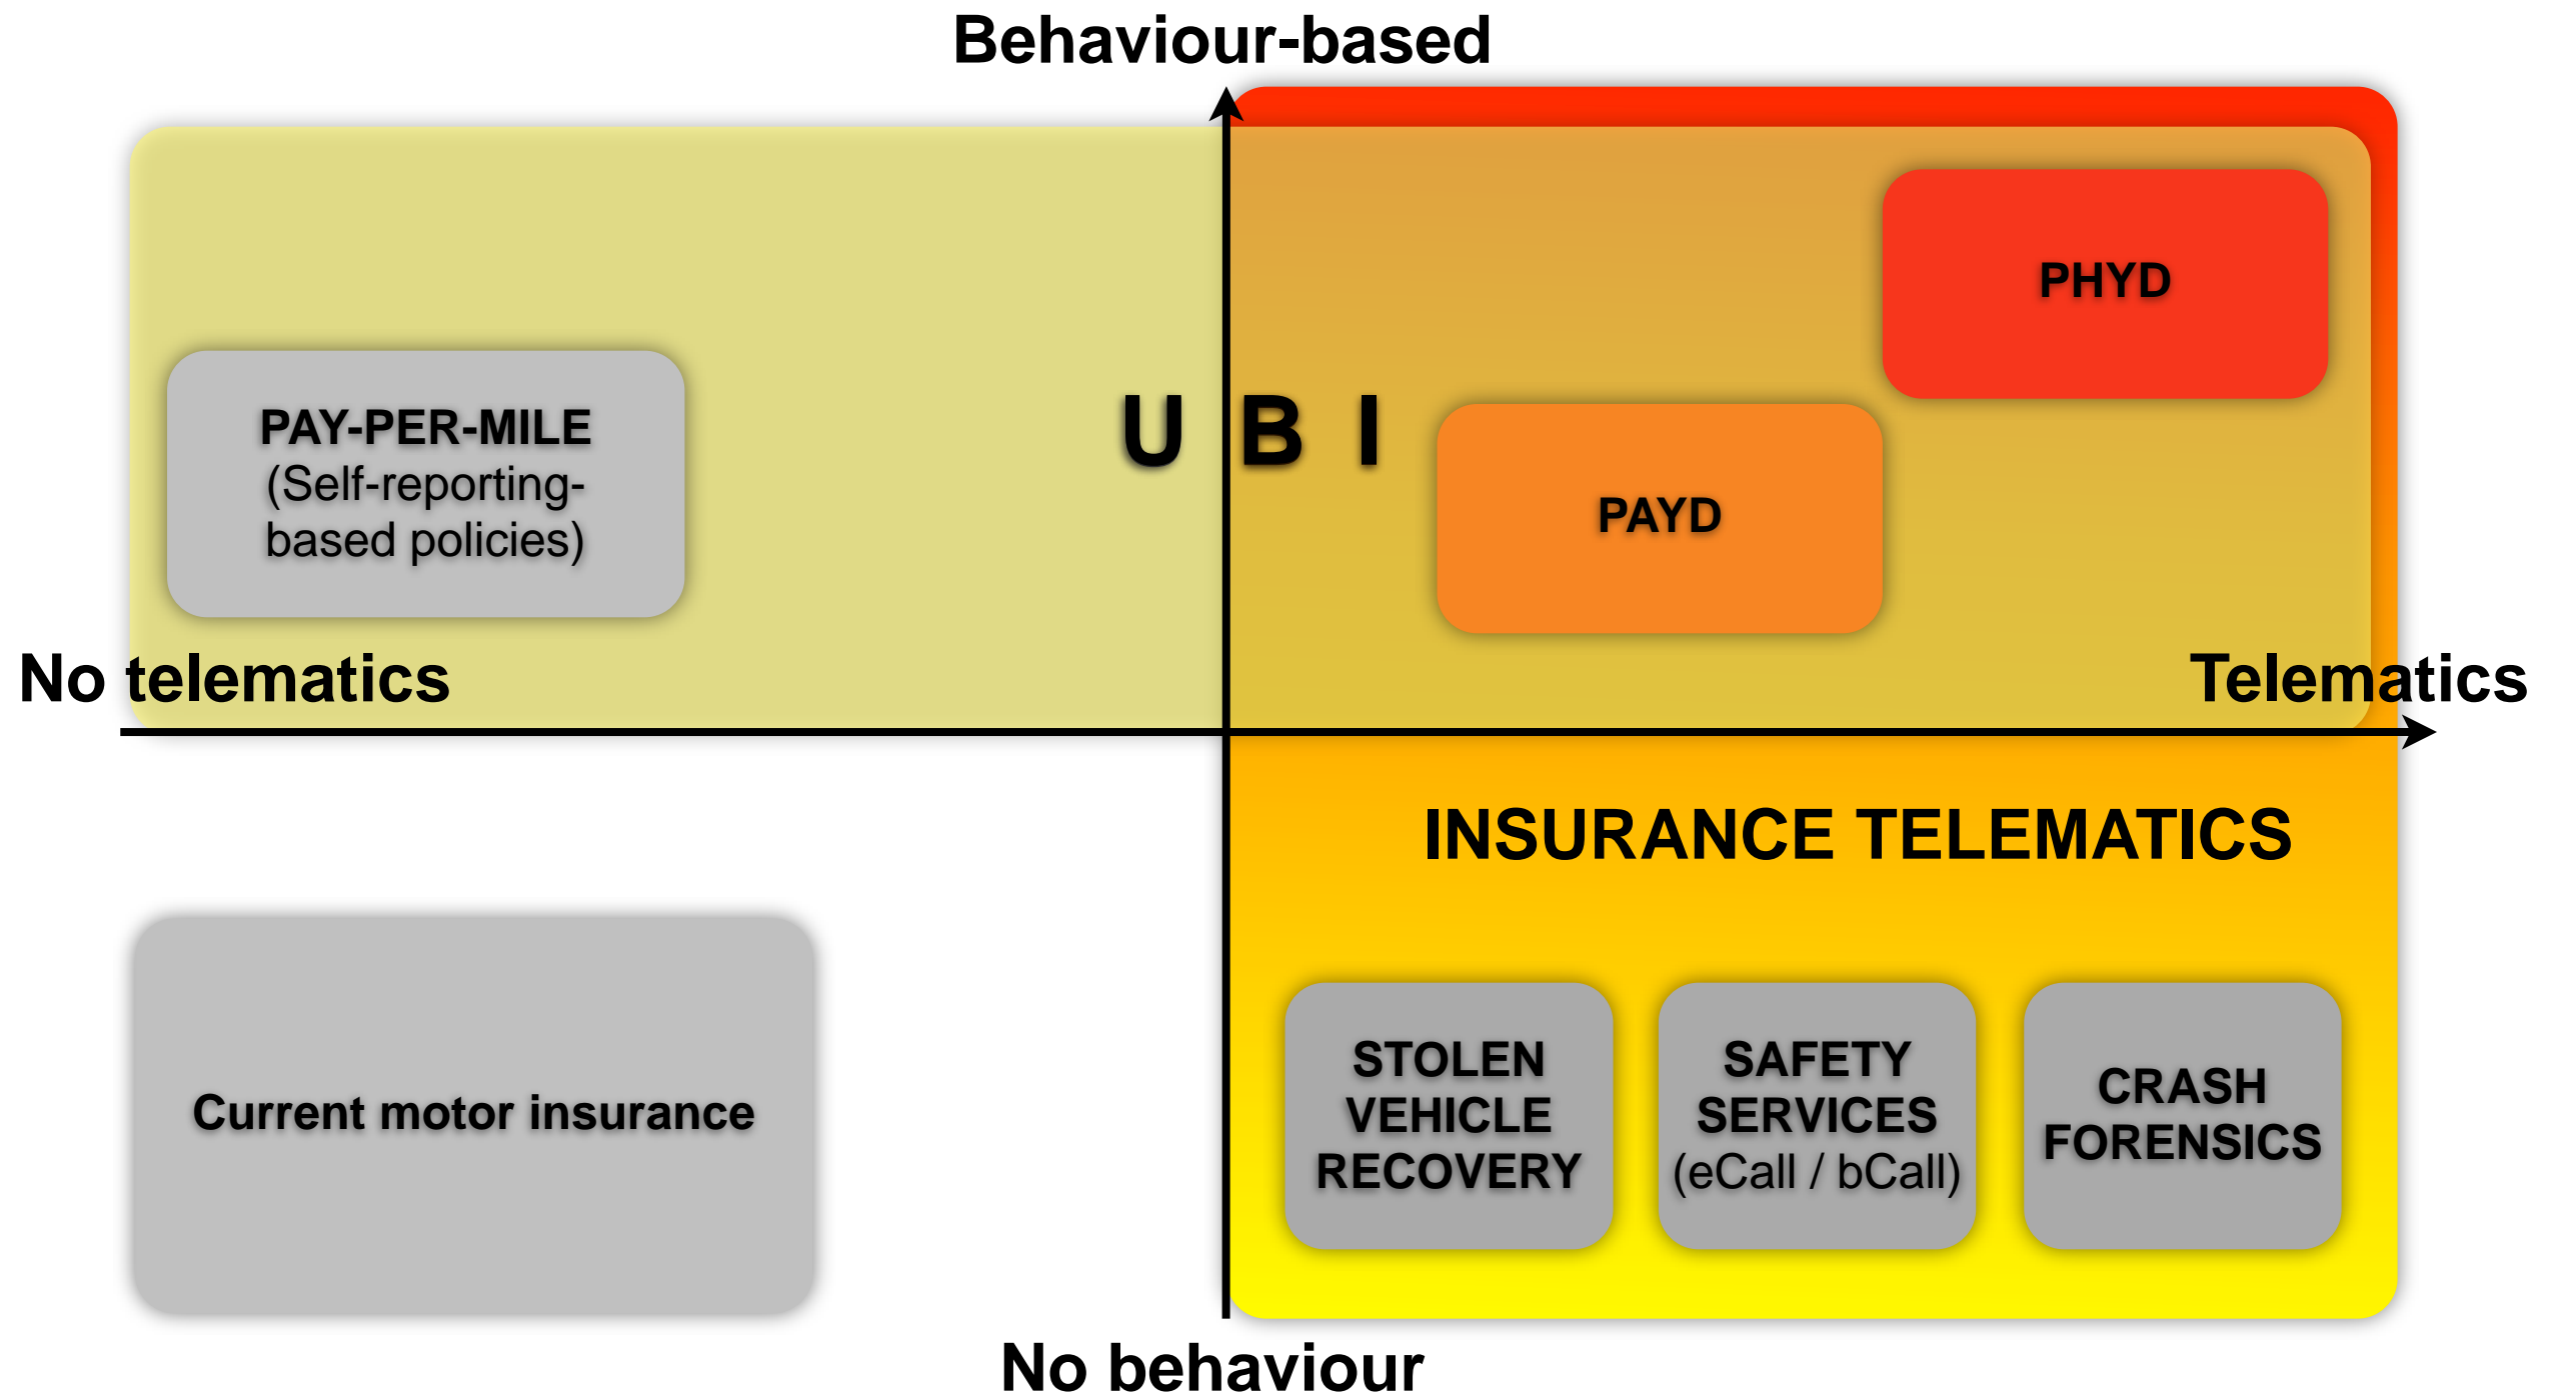 Behaviour-based
PHYD
PAY-PER-MILE
(Self-reporting-
based policies)
U B I
PAYD
No telematics
Telematics
INSURANCE TELEMATICS
Current motor insurance
STOLEN
VEHICLE
RECOVERY
SAFETY
SERVICES
(eCall / bCall)
CRASH
FORENSICS
No behaviour